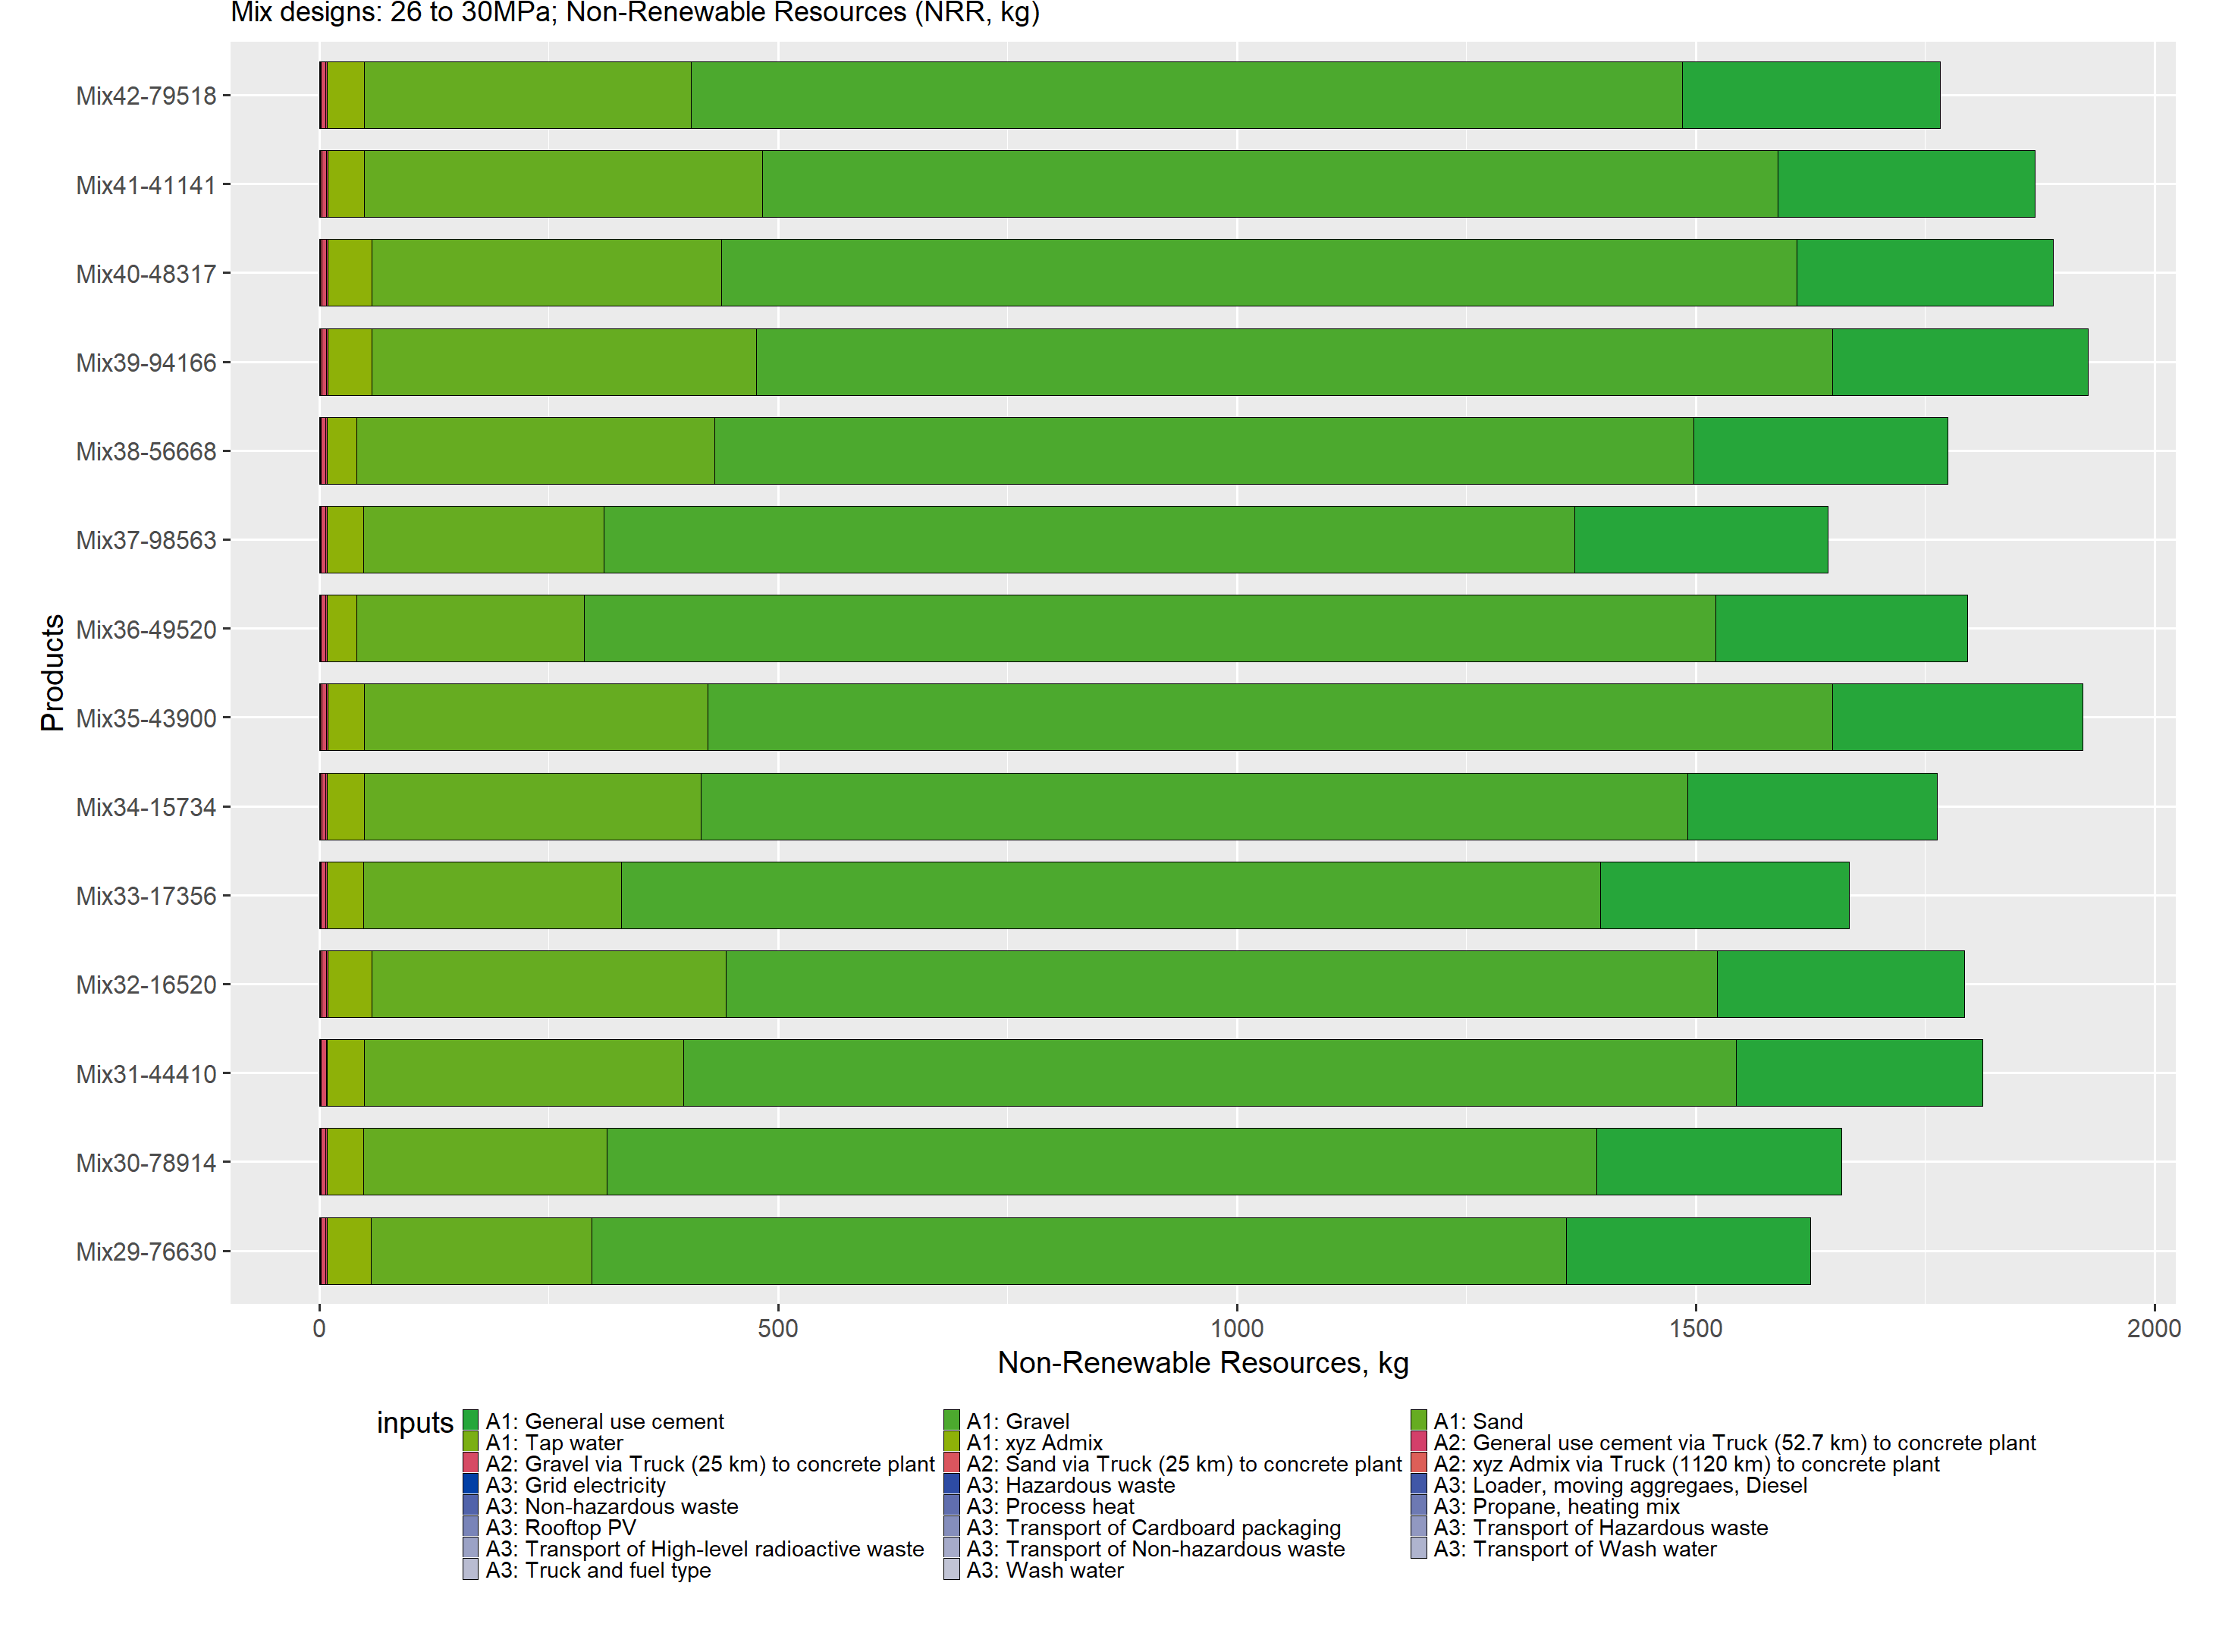 Mix designs: 26 to 30MPa; Non-Renewable Resources (NRR, kg)
Products
Mix42-79518
Mix41-41141
Mix40-48317
Mix39-94166
Mix38-56668
Mix37-98563
Mix36-49520
Mix35-43900
Mix34-15734
Mix33-17356
Mix32-16520
Mix31-44410
Mix30-78914
Mix29-76630
0 500 1000 1500 2000
Non-Renewable Resources, kg
inputs
A1: General use cement A1: Gravel A1: Sand
A1: Tap water A1: xyz Admix A2: General use cement via Truck (52.7 km) to concrete plant
A2: Gravel via Truck (25 km) to concrete plant A2: Sand via Truck (25 km) to concrete plant A2: xyz Admix via Truck (1120 km) to concrete plant
A3: Grid electricity A3: Hazardous waste A3: Loader, moving aggregaes, Diesel
A3: Non-hazardous waste A3: Process heat A3: Propane, heating mix
A3: Rooftop PV A3: Transport of Cardboard packaging A3: Transport of Hazardous waste
A3: Transport of High-level radioactive waste A3: Transport of Non-hazardous waste A3: Transport of Wash water
A3: Truck and fuel type A3: Wash water